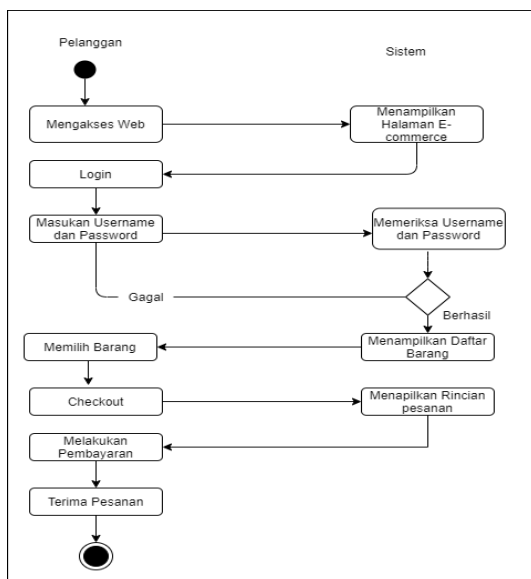 Pelanggan
Sistem
Mengakses Web
Menampilkan
Halaman E-
commerce
Login
Masukan Username
dan Password
Memeriksa Username
dan Password
Gagal
Berhasil
Memilih Barang
Menampilkan Daftar
Barang
Checkout
Menapilkan Rincian
pesanan
Melakukan
Pembayaran
Terima Pesanan